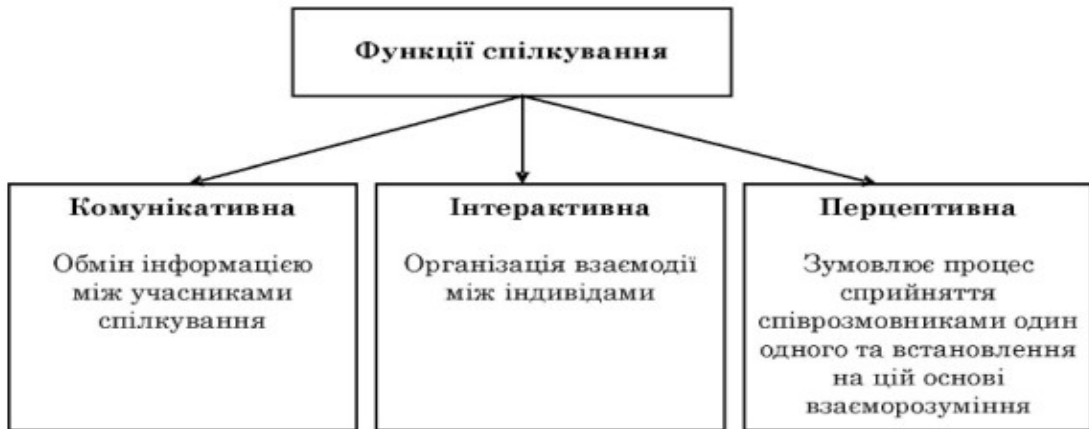 Функції спілкування
Комунікативна
Обмін інформацією
між учасниками
спілкування
Інтерактивна
Організація взаємодії
між індивідами
Перцептивна
Зумовлює процес
сприйняття
співрозмовниками один
одного та встановлення
на цій основі
взаєморозуміння